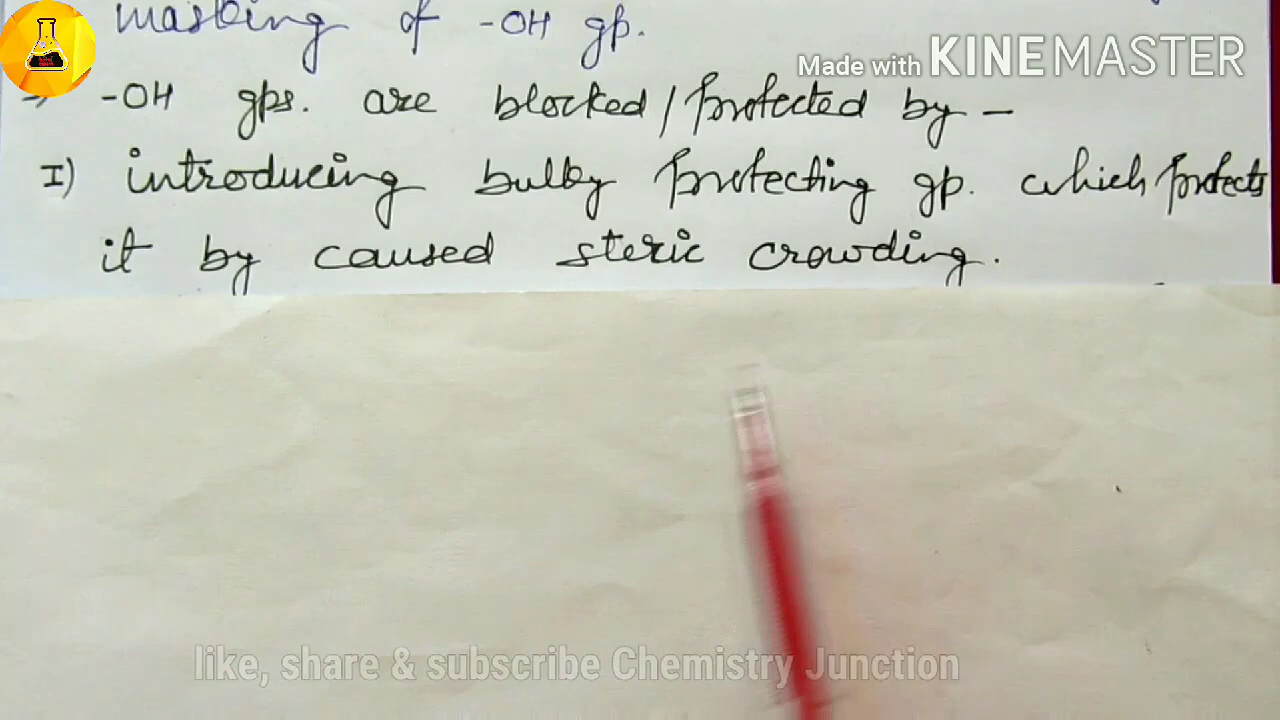 masking of -OH gp.
Made with KINEMASTER
→ -OH gps. are blocked/protected by –
I) introducing bulky protecting gp. which protects
it by caused steric crowding.
like, share & subscribe Chemistry Junction